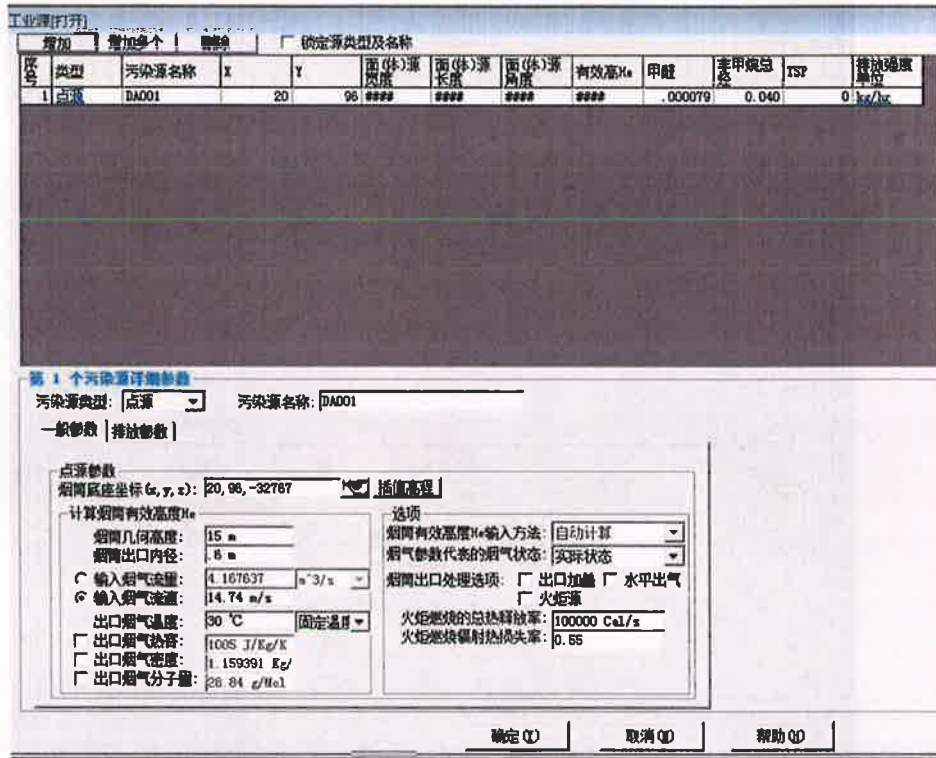 工业源[打开]
增加 增加多个 删除 锁定源类型及名称
序号 类型 污染源名称 X Y 面(体)源宽度 面(体)源长度 面(体)源角度 有效高He 甲醛 非甲烷总烃 TSP 排放强度单位
1 点源 DA001 20 96 #### #### #### #### .000079 0.040 0 kg/hr
第 1 个污染源详细参数
污染源类型: 点源 污染源名称: DA001
一般参数 排放参数
点源参数
烟筒底座坐标(x,y,z): 20,96,-32767 插值高程
计算烟筒有效高度He 选项
烟筒几何高度: 15 m 烟筒有效高度He输入方法: 自动计算
烟筒出口内径: .6 m 烟气参数代表的烟气状态: 实际状态
输入烟气流量: 4.167637 m^3/s 烟筒出口处理选项: 出口加盖 水平出气
输入烟气流速: 14.74 m/s 火炬源
出口烟气温度: 30 ℃ 固定温度 火炬燃烧的总热释放率: 100000 Cal/s
出口烟气热容: 1005 J/Kg/K 火炬燃烧辐射热损失率: 0.55
出口烟气密度: 1.159391 Kg/
出口烟气分子量: 28.84 g/Mol
确定(Y) 取消(N) 帮助(H)